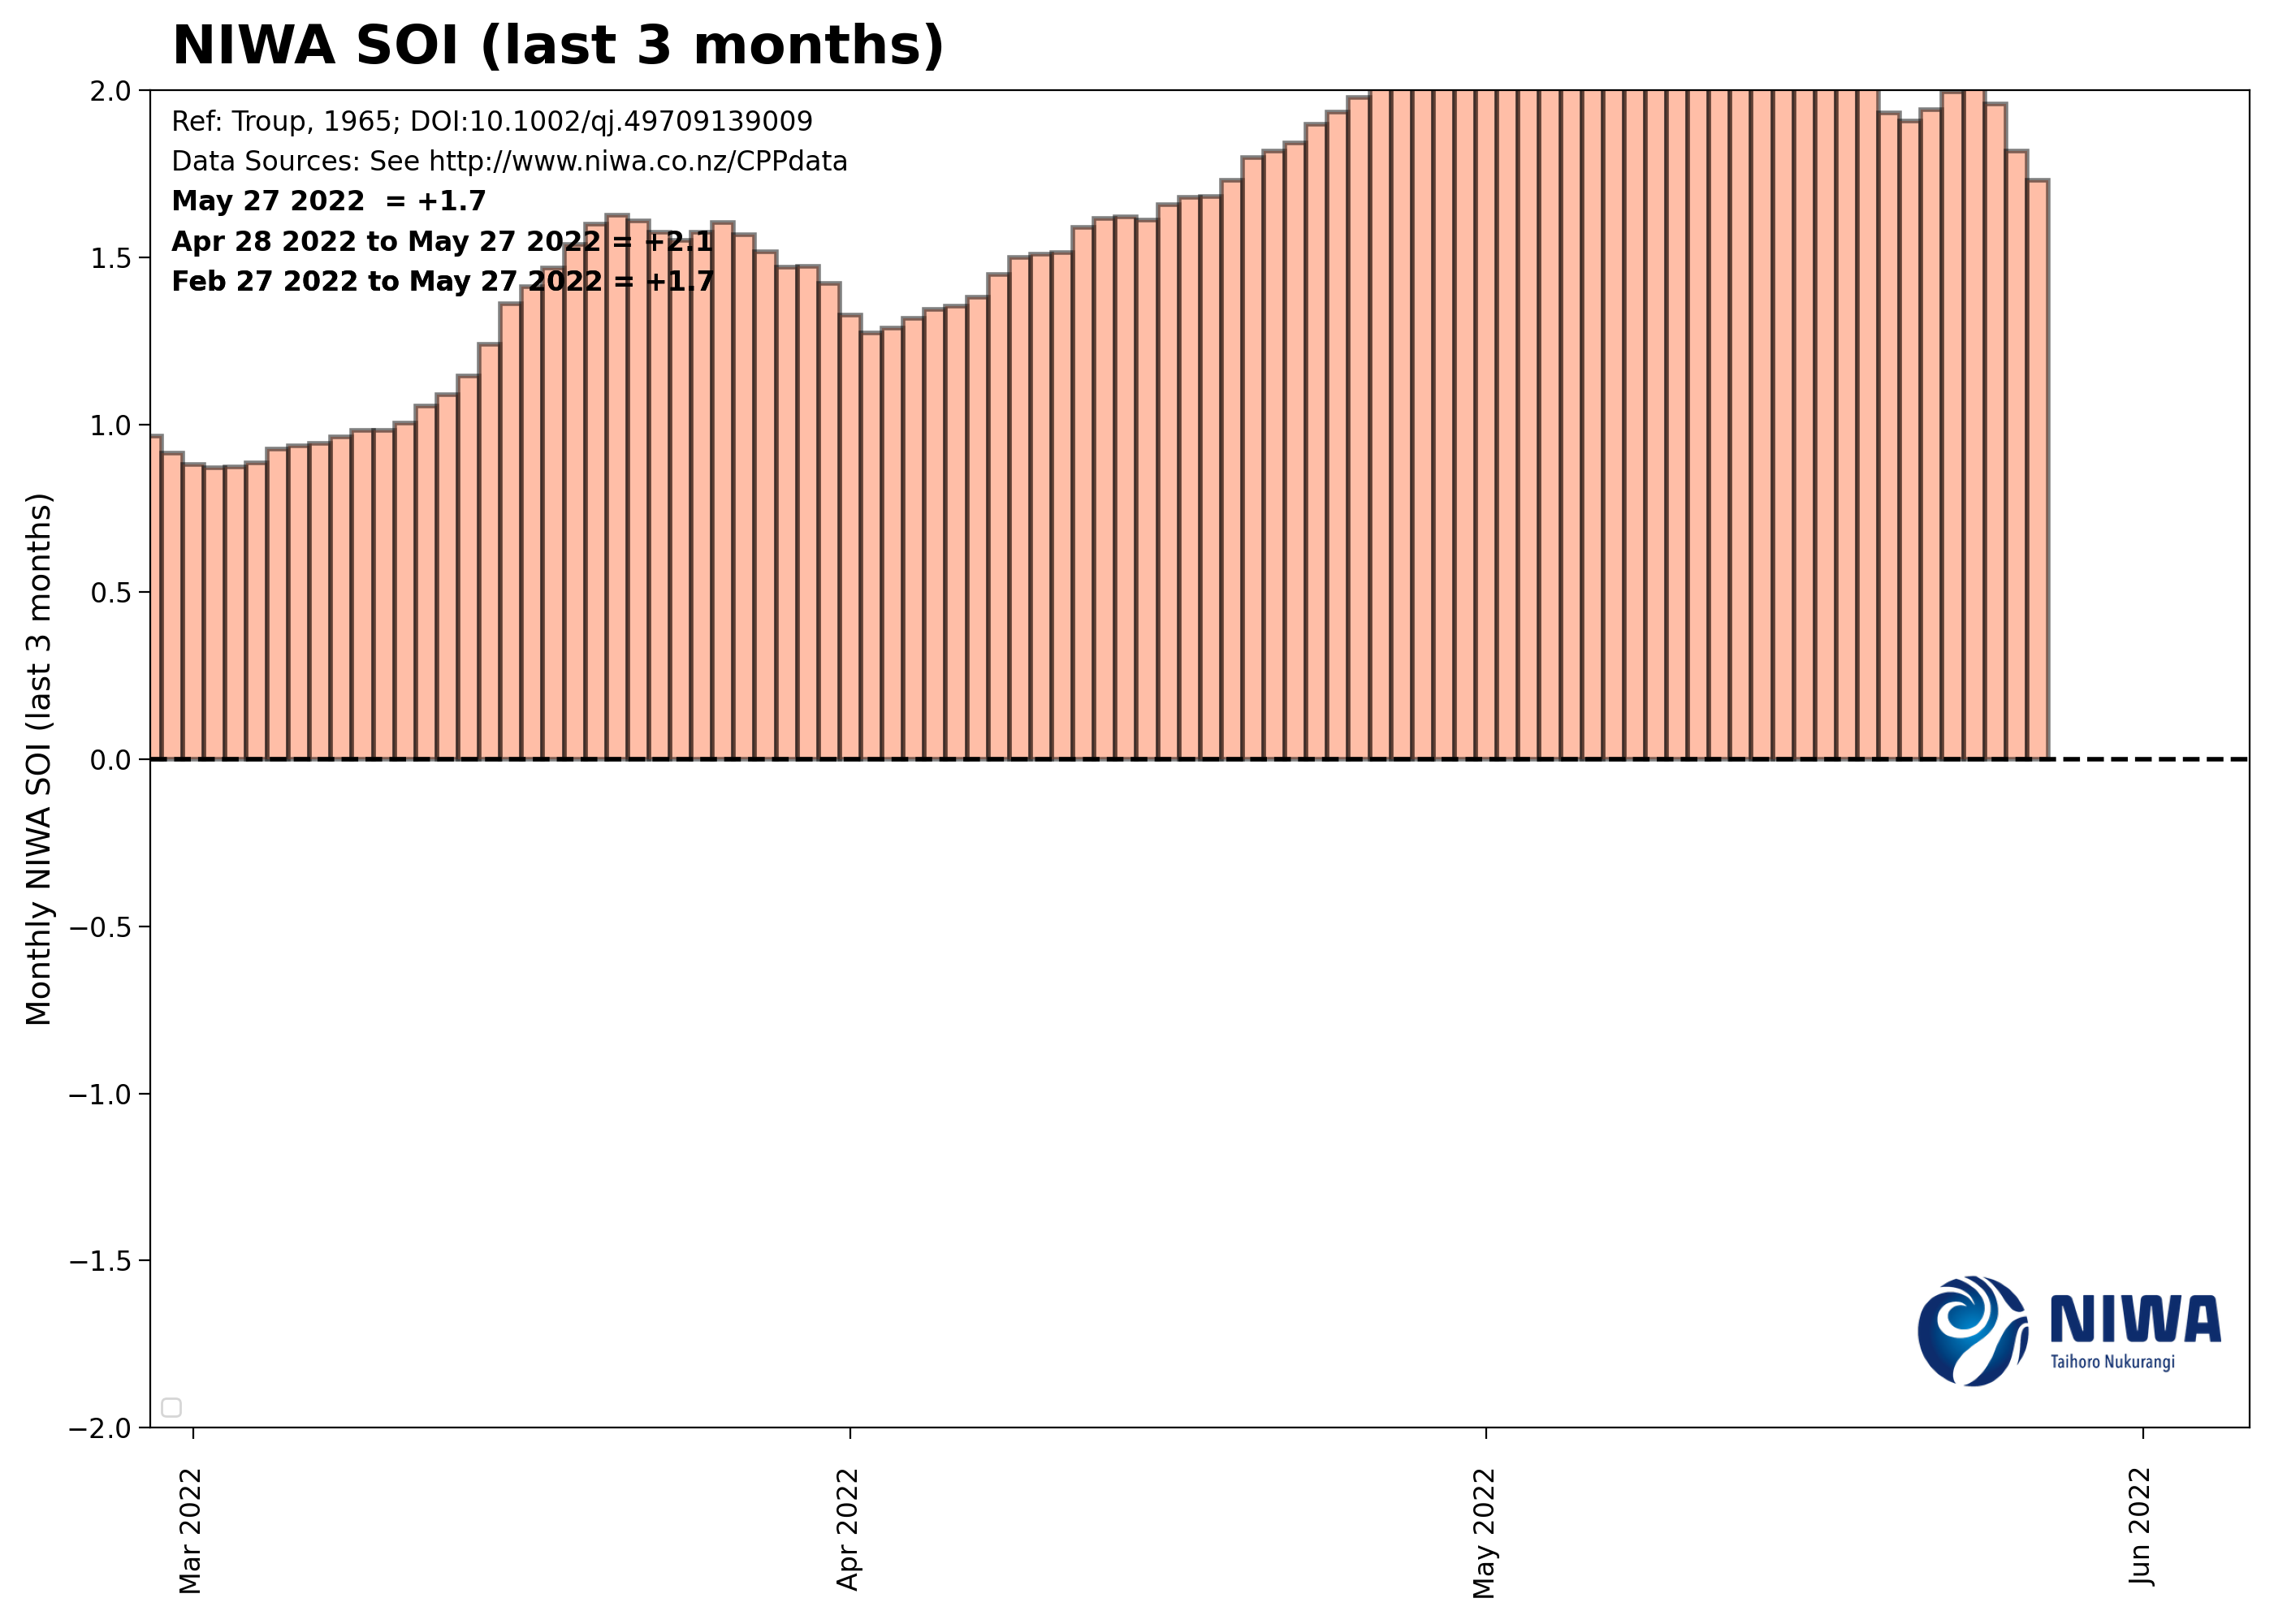 NIWA SOI (last 3 months)
Ref: Troup, 1965; DOI:10.1002/qj.49709139009
Data Sources: See http://www.niwa.co.nz/CPPdata
May 27 2022  = +1.7
Apr 28 2022 to May 27 2022 = +2.1
Feb 27 2022 to May 27 2022 = +1.7
Monthly NIWA SOI (last 3 months)
2.0
1.5
1.0
0.5
0.0
−0.5
−1.0
−1.5
−2.0
NIWA
Taihoro Nukurangi
Mar 2022
Apr 2022
May 2022
Jun 2022